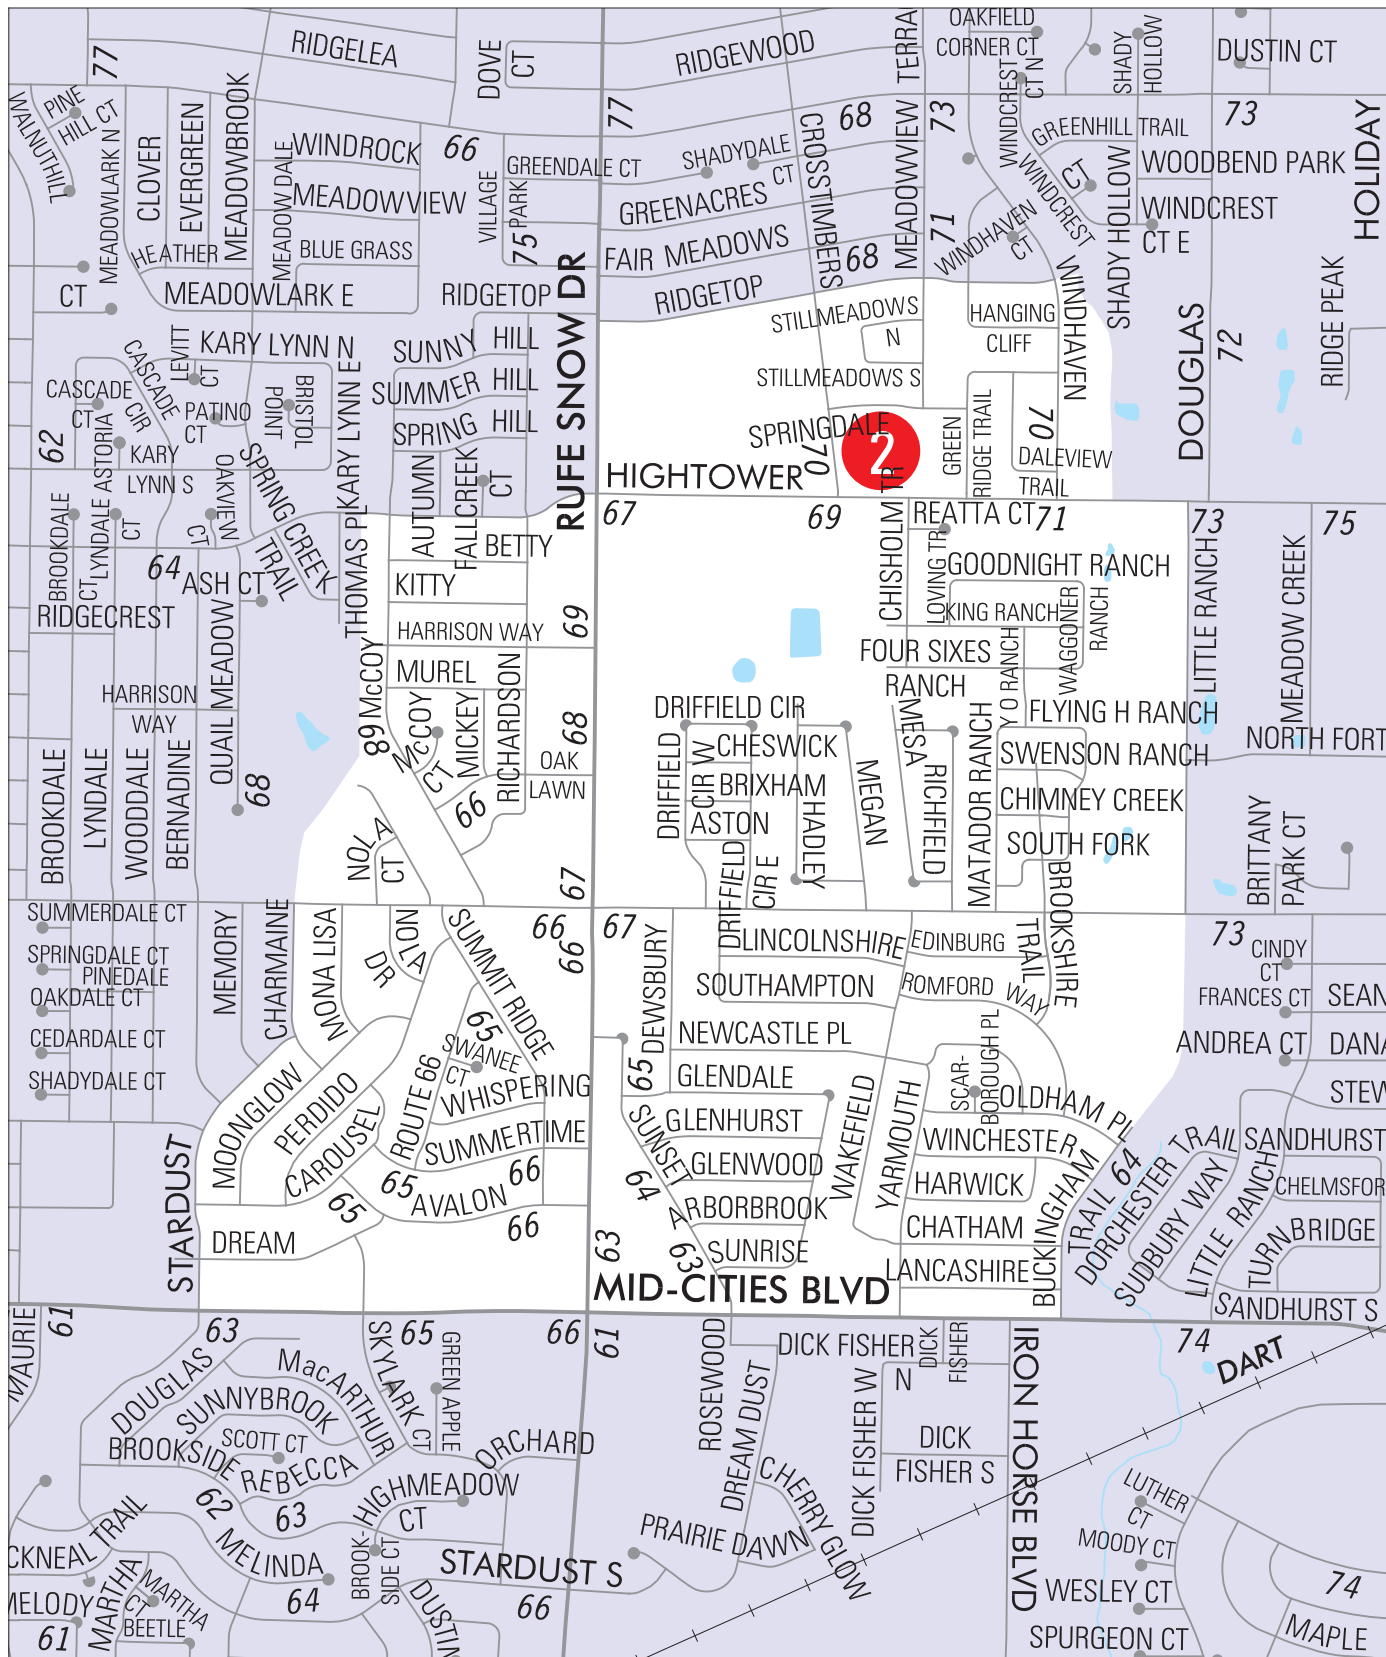 RIDGELEA
DOVE
CT
RIDGEWOOD
TERRA
OAKFIELD
CORNER CT
WINDCREST
CT N
SHADY
HOLLOW
DUSTIN CT
77
77
WALNUTHILL
PINE
HILL CT
MEADOWLARK N
CLOVER
EVERGREEN
MEADOWBROOK
MEADOW DALE
WINDROCK
66
MEADOWVIEW
BLUE GRASS
HEATHER
MEADOWLARK E
CT
VILLAGE
PARK
75
GREENDALE CT
SHADYDALE
CT
68
CROSSTIMBERS
GREENACRES
FAIR MEADOWS
68
RIDGETOP
RIDGETOP
MEADOWVIEW
73
71
GREENHILL TRAIL
CT
WINDCREST
WINDHAVEN
CT
WINDHAVEN
SHADY HOLLOW
WOODBEND PARK
WINDCREST
CT E
73
HOLIDAY
RIDGE PEAK
DOUGLAS
72
RUFE SNOW DR
STILLMEADOWS
N
STILLMEADOWS S
HANGING
CLIFF
SPRINGDALE
70
2
GREEN
RIDGE TRAIL
70
DALEVIEW
TRAIL
HIGHTOWER
LEVITT
CT
KARY LYNN N
SUNNY HILL
SUMMER HILL
SPRING HILL
CASCADE
CIR
CASCADE
CT
PATINO
CT
BRISTOL
POINT
KARY LYNN E
62
ASTORIA
CT
KARY
LYNN S
OAKVIEW
CT
SPRING CREEK
TRAIL
AUTUMN
FALLCREEK
CT
67
69
CHISHOLM TR
REATTA CT
71
73
75
BROOKDALE
CT
LYNDALE
64
ASH CT
THOMAS PL
BETTY
KITTY
HARRISON WAY
69
RIDGECREST
LOVING TR
GOODNIGHT RANCH
KING RANCH
WAGGONER
RANCH
LITTLE RANCH
MEADOW CREEK
FOUR SIXES
RANCH
MUREL
McCOY
68
QUAIL MEADOW
HARRISON
WAY
McCOY
CT
MICKEY
RICHARDSON
68
OAK
LAWN
66
DRIFFIELD CIR
DRIFFIELD
CIR W
CHESWICK
BRIXHAM
ASTON
HADLEY
MEGAN
MESA
RICHFIELD
MATADOR RANCH
Y O RANCH
FLYING H RANCH
SWENSON RANCH
CHIMNEY CREEK
SOUTH FORK
NORTH FORT
BROOKDALE
LYNDALE
WOODDALE
BERNADINE
68
NOLA
CT
67
DRIFFIELD
CIR E
BROOKSHIRE
TRAIL
BRITTANY
PARK CT
SUMMERDALE CT
SPRINGDALE CT
PINEDALE
OAKDALE CT
CEDARDALE CT
SHADYDALE CT
MEMORY
CHARMAINE
MONA LISA
LON
LA
DR
SUMMIT RIDGE
66
66
67
DEWSBURY
LINCOLNSHIRE
EDINBURG
SOUTHAMPTON
ROMFORD WAY
NEWCASTLE PL
73
CINDY
CT
FRANCES CT
SEAN
ANDREA CT
DANA
STEW
65
SWANEE
CT
WHISPERING
ROUTE 66
SUMMERTIME
66
65
GLENDALE
GLENHURST
GLENWOOD
ARBORBROOK
SUNRISE
SUNSET
64
63
WAKEFIELD
YARMOUTH
SCAR-
BOROUGH PL
OLDHAM PL
WINCHESTER
HARWICK
CHATHAM
LANCASHIRE
BUCKINGHAM
TRAIL
64
MOONGLOW
PERDIDO
CAROUSEL
65
65
AVALON
66
STARDUST
DREAM
63
MID-CITIES BLVD
DORCHESTER TRAIL
SUDBURY WAY
LITTLE RANCH
SANDHURST
CHELMSFOR
TURNBRIDGE
SANDHURST S
MAURIE
61
63
65
66
61
74
DART
DOUGLAS
MacARTHUR
SUNNYBROOK
SCOTT CT
BROOKSIDE
REBECCA
62
63
SKYLARK CT
GREEN APPLE
ORCHARD
HIGHMEADOW
CT
BROOK-
SIDE CT
ROSEWOOD
DREAM DUST
DICK FISHER
N
DICK
FISHER
DICK FISHER W
DICK
FISHER S
IRON HORSE BLVD
CHERRY GLOW
PRAIRIE DAWN
STARDUST S
66
CKNEAL TRAIL
MELINDA
64
MELODY
61
MARTHA
MARTHA
CT
BEETLE
DUSTIN
LUTHER
CT
MOODY CT
WESLEY CT
SPURGEON CT
74
MAPLE